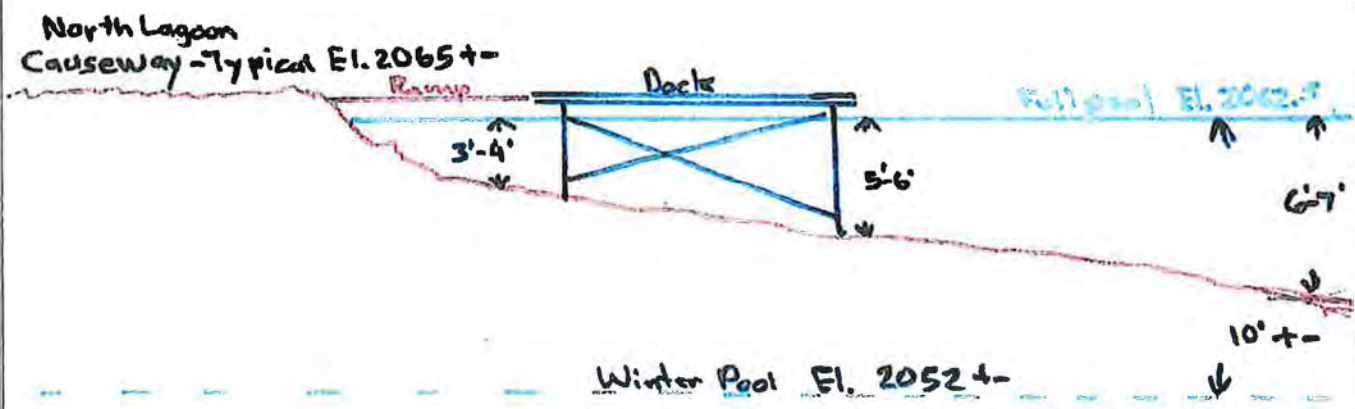 North Lagoon
Causeway-Typical El. 2065 +-
Ramp
Dock
Full pool El. 2062.5
3'-4'
5'-6'
6'-7'
10' +-
Winter Pool El. 2052 +-